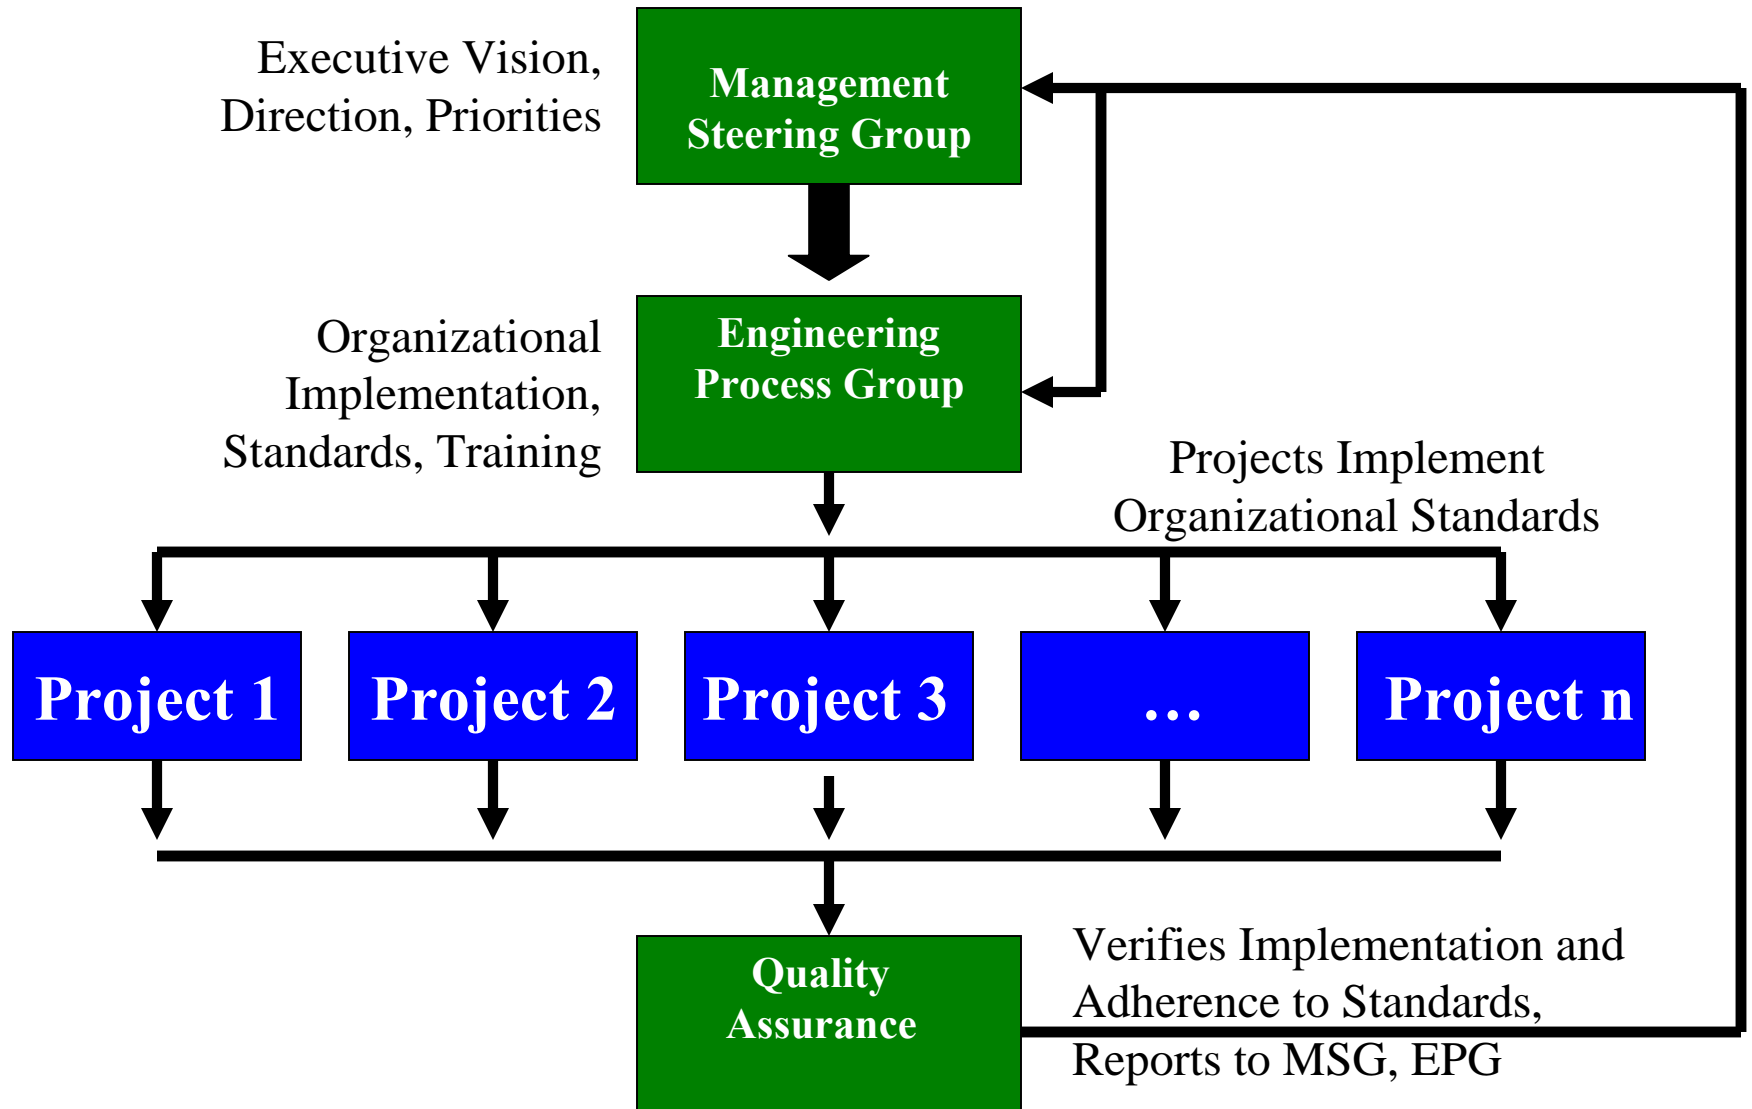 Executive Vision,
Direction, Priorities
Management
Steering Group
Organizational
Implementation,
Standards, Training
Engineering
Process Group
Projects Implement
Organizational Standards
Project 1
Project 2
Project 3
…
Project n
Quality
Assurance
Verifies Implementation and
Adherence to Standards,
Reports to MSG, EPG